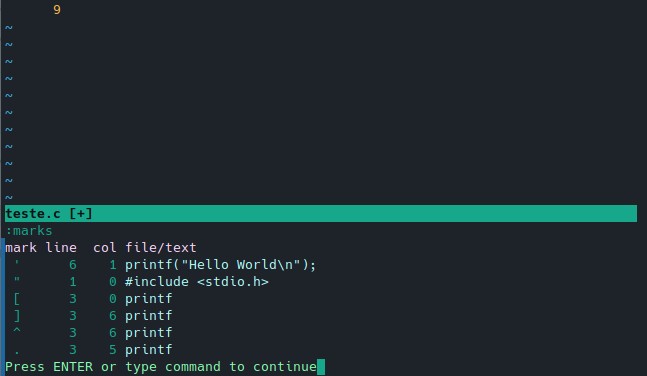 9
~
~
~
~
~
~
~
~
~
~
~
teste.c [+]
:marks
mark line  col file/text
 '      6    1 printf("Hello World\n");
 "      1    0 #include <stdio.h>
 [      3    0 printf
 ]      3    6 printf
 ^      3    6 printf
 .      3    5 printf
Press ENTER or type command to continue